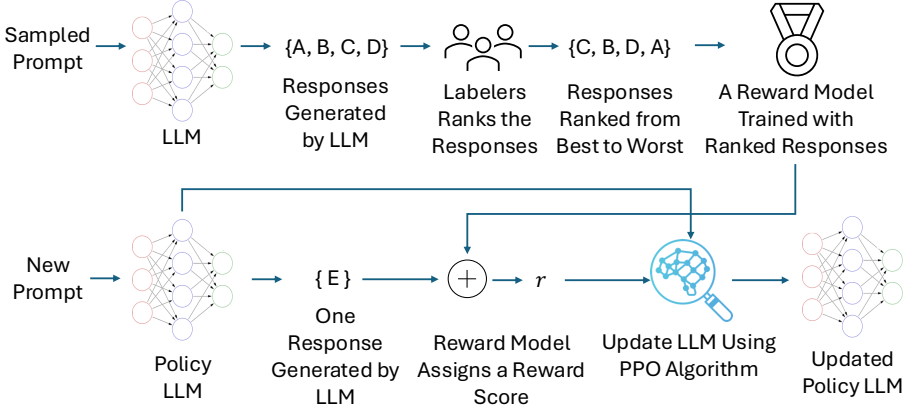 Sampled
Prompt
LLM
{A, B, C, D}
Responses
Generated
by LLM
Labelers
Ranks the
Responses
{C, B, D, A}
Responses
Ranked from
Best to Worst
A Reward Model
Trained with
Ranked Responses
New
Prompt
Policy
LLM
{ E }
One
Response
Generated by
LLM
+
Reward Model
Assigns a Reward
Score
r
Update LLM Using
PPO Algorithm
Updated
Policy LLM